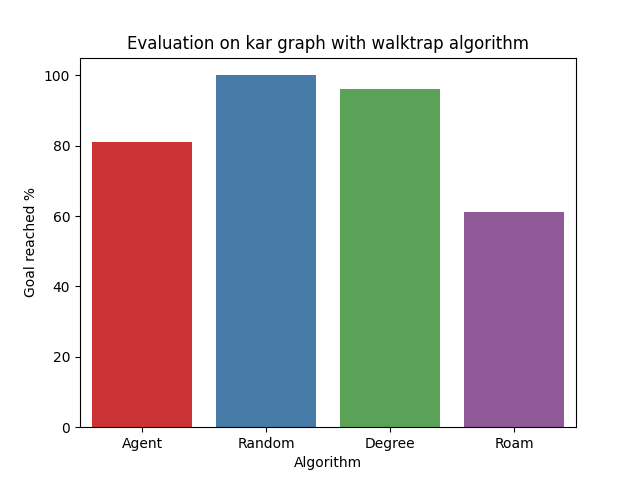 Evaluation on kar graph with walktrap algorithm
Goal reached %
100
80
60
40
20
0
Agent Random Degree Roam
Algorithm